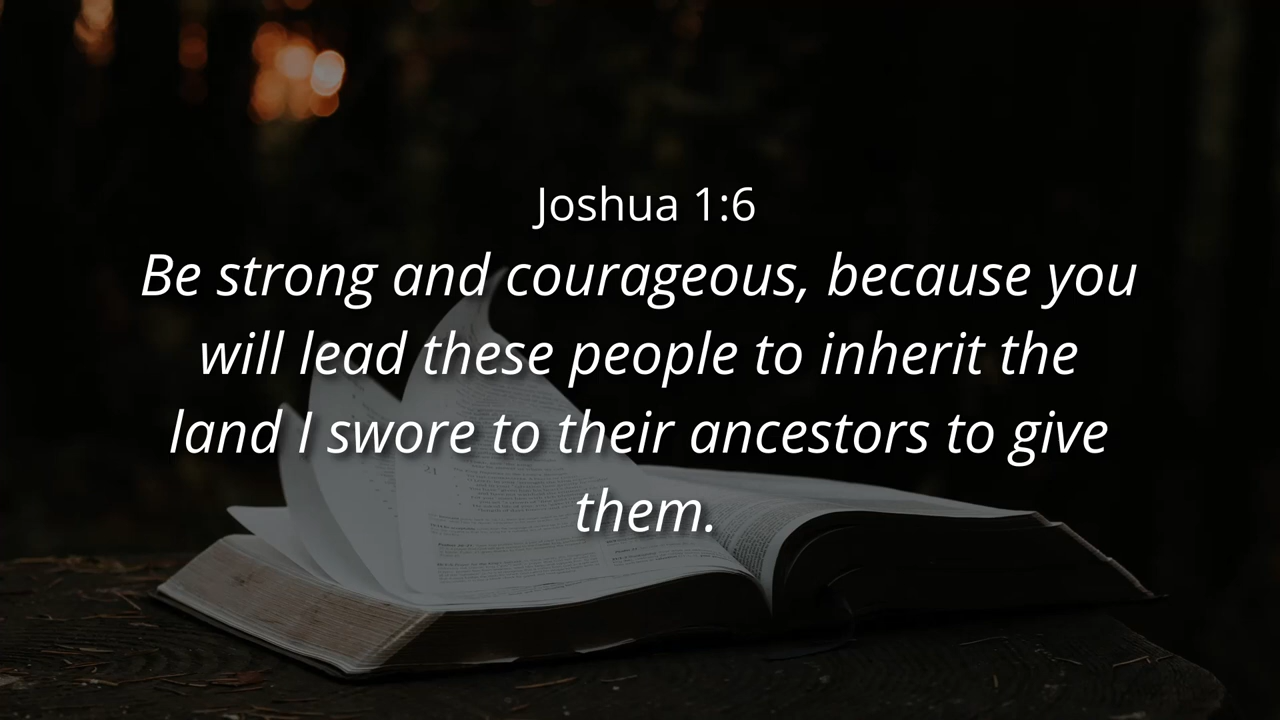 Joshua 1:6
Be strong and courageous, because you
will lead these people to inherit the
land I swore to their ancestors to give
them.